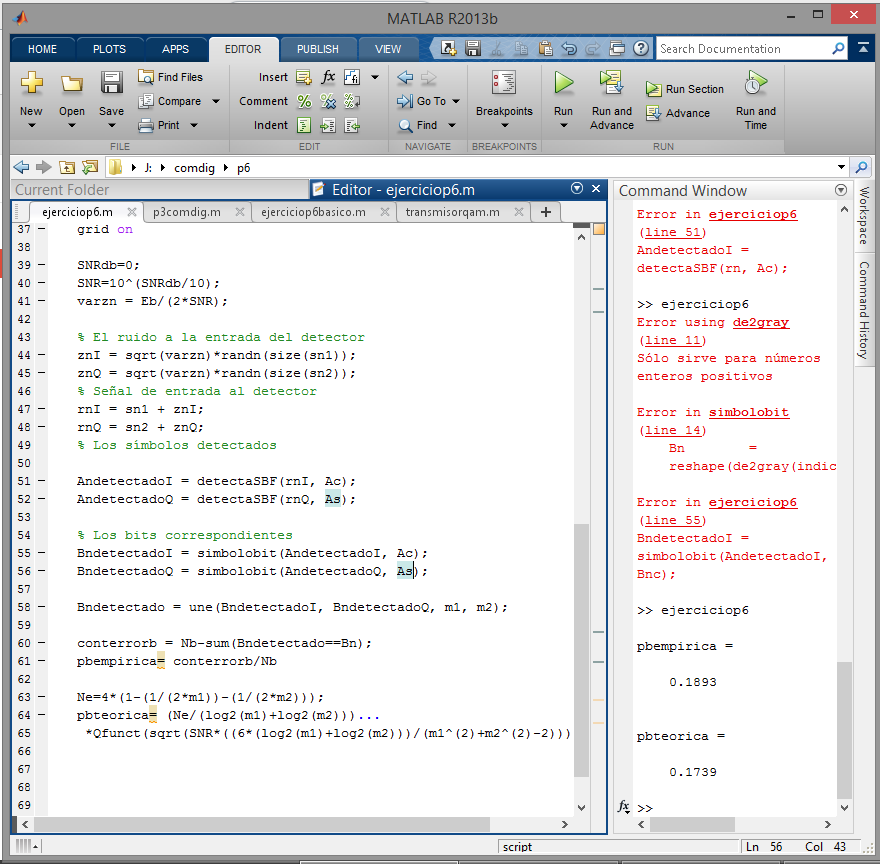 MATLAB R2013b
HOME PLOTS APPS EDITOR PUBLISH VIEW Search Documentation
New Open Save Find Files Compare Print
Insert fx Comment Indent
Go To Find
Breakpoints
Run Run and Advance Run Section Advance Run and Time
FILE EDIT NAVIGATE BREAKPOINTS RUN
J: comdig p6
Current Folder
Editor - ejerciciop6.m
ejerciciop6.m p3comdig.m ejerciciop6basico.m transmisorqam.m +
37 – grid on
38
39 – SNRdb=0;
40 – SNR=10^(SNRdb/10);
41 – varzn = Eb/(2*SNR);
42
43 % El ruido a la entrada del detector
44 – znI = sqrt(varzn)*randn(size(sn1));
45 – znQ = sqrt(varzn)*randn(size(sn2));
46 % Señal de entrada al detector
47 – rnI = sn1 + znI;
48 – rnQ = sn2 + znQ;
49 % Los símbolos detectados
50
51 – AndetectadoI = detectaSBF(rnI, Ac);
52 – AndetectadoQ = detectaSBF(rnQ, As);
53
54 % Los bits correspondientes
55 – BndetectadoI = simbolobit(AndetectadoI, Ac);
56 – BndetectadoQ = simbolobit(AndetectadoQ, As);
57
58 – Bndetectado = une(BndetectadoI, BndetectadoQ, m1, m2);
59
60 – conterrorb = Nb-sum(Bndetectado==Bn);
61 – pbempirica= conterrorb/Nb
62
63 – Ne=4*(1-(1/(2*m1))-(1/(2*m2)));
64 – pbteorica= (Ne/(log2(m1)+log2(m2)))...
65 *Qfunct(sqrt(SNR*((6*(log2(m1)+log2(m2)))/(m1^(2)+m2^(2)-2)))
66
67
68
69
Command Window
Error in ejerciciop6
(line 51)
AndetectadoI =
detectaSBF(rn, Ac);
>> ejerciciop6
Error using de2gray
(line 11)
Sólo sirve para números
enteros positivos
Error in simbolobit
(line 14)
Bn =
reshape(de2gray(indic
Error in ejerciciop6
(line 55)
BndetectadoI =
simbolobit(AndetectadoI,
Bnc);
>> ejerciciop6
pbempirica =
0.1893
pbteorica =
0.1739
fx >>
Workspace
Command History
script
Ln 56 Col 43